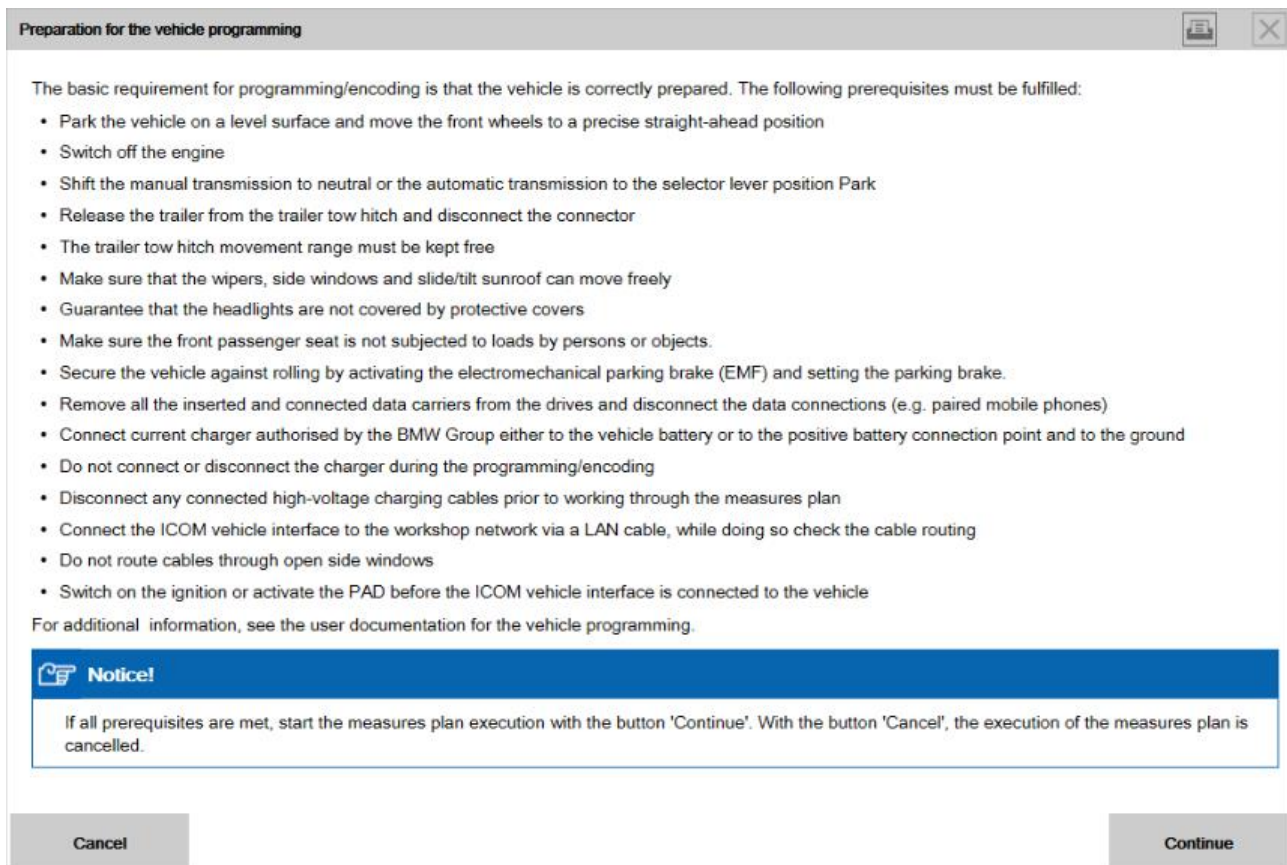 Preparation for the vehicle programming
The basic requirement for programming/encoding is that the vehicle is correctly prepared. The following prerequisites must be fulfilled:
• Park the vehicle on a level surface and move the front wheels to a precise straight-ahead position
• Switch off the engine
• Shift the manual transmission to neutral or the automatic transmission to the selector lever position Park
• Release the trailer from the trailer tow hitch and disconnect the connector
• The trailer tow hitch movement range must be kept free
• Make sure that the wipers, side windows and slide/tilt sunroof can move freely
• Guarantee that the headlights are not covered by protective covers
• Make sure the front passenger seat is not subjected to loads by persons or objects.
• Secure the vehicle against rolling by activating the electromechanical parking brake (EMF) and setting the parking brake.
• Remove all the inserted and connected data carriers from the drives and disconnect the data connections (e.g. paired mobile phones)
• Connect current charger authorised by the BMW Group either to the vehicle battery or to the positive battery connection point and to the ground
• Do not connect or disconnect the charger during the programming/encoding
• Disconnect any connected high-voltage charging cables prior to working through the measures plan
• Connect the ICOM vehicle interface to the workshop network via a LAN cable, while doing so check the cable routing
• Do not route cables through open side windows
• Switch on the ignition or activate the PAD before the ICOM vehicle interface is connected to the vehicle
For additional information, see the user documentation for the vehicle programming.
Notice!
If all prerequisites are met, start the measures plan execution with the button 'Continue'. With the button 'Cancel', the execution of the measures plan is
cancelled.
Cancel
Continue